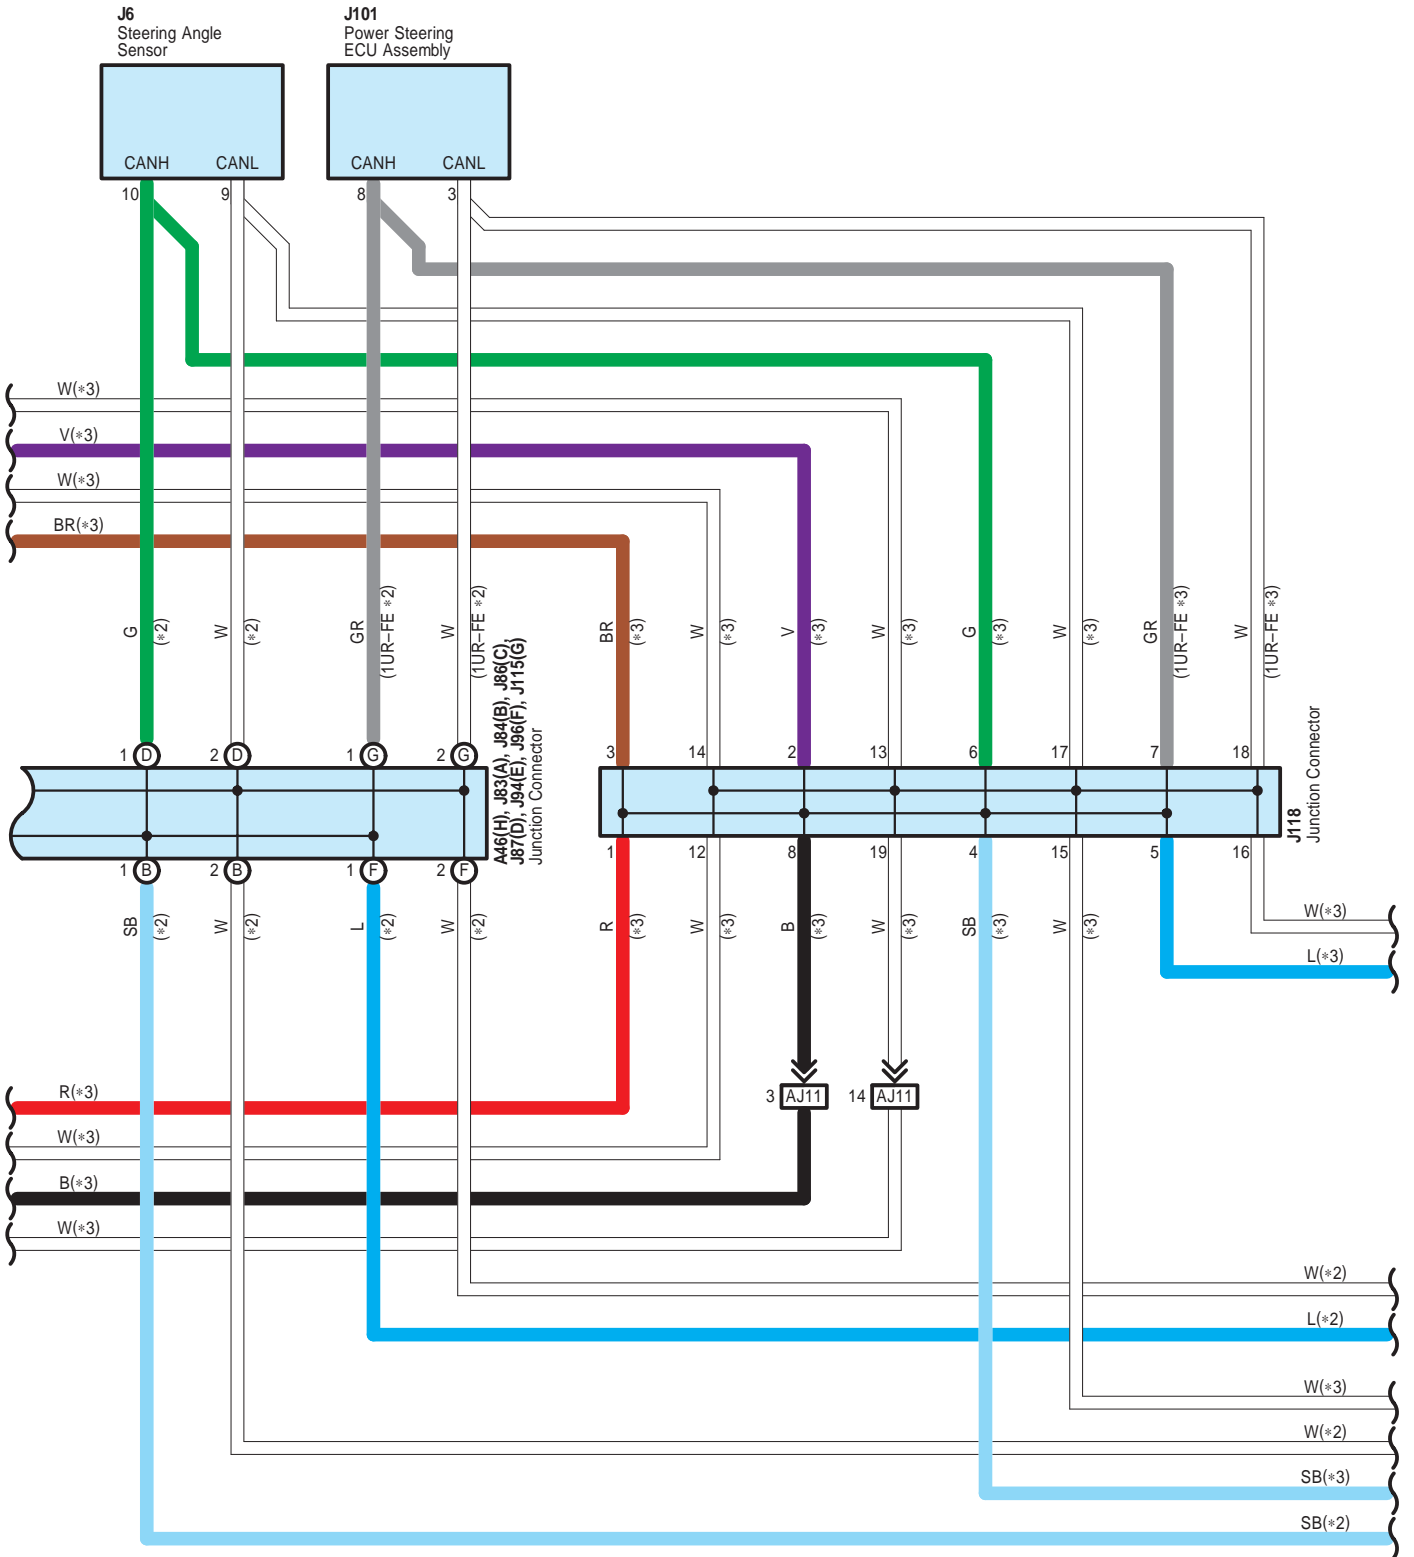 J6
Steering Angle
Sensor
J101
Power Steering
ECU Assembly
CANH CANL CANH CANL
10 9 8 3
W(*3)
V(*3)
W(*3)
BR(*3)
G (*2)
W (*2)
GR (1UR–FE *2)
W (1UR–FE *2)
BR (*3)
W (*3)
V (*3)
W (*3)
G (*3)
W (*3)
GR (1UR–FE *3)
W (1UR–FE *3)
A46(H), J83(A), J84(B), J86(C),
J87(D), J94(E), J96(F), J115(G)
Junction Connector
1 D 2 D 1 G 2 G
3 14 2 13 6 17 7 18
J118
Junction Connector
1 B 2 B 1 F 2 F
1 12 8 19 4 15 5 16
SB (*2)
W (*2)
L (*2)
W (*2)
R (*3)
W (*3)
B (*3)
W (*3)
SB (*3)
W (*3)
W(*3)
L(*3)
3 AJ11 14 AJ11
R(*3)
W(*3)
B(*3)
W(*3)
W(*2)
L(*2)
W(*3)
W(*2)
SB(*3)
SB(*2)